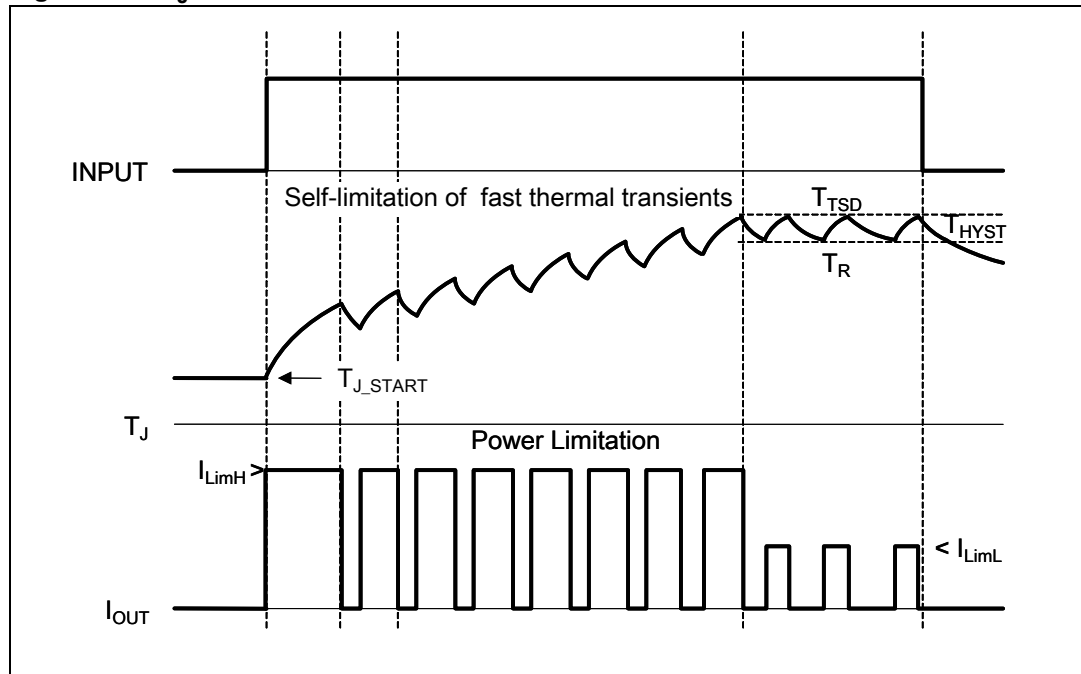 INPUT
Self-limitation of fast thermal transients
T_TSD
T_HYST
T_R
T_J_START
T_J
Power Limitation
I_LimH >
< I_LimL
I_OUT